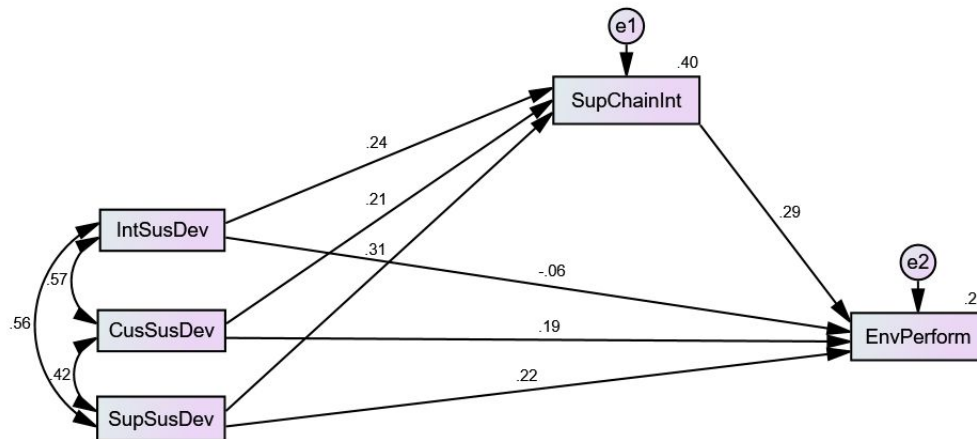 e1
.40
SupChainInt
.24
.21
.29
IntSusDev
.31
-.06
e2
.57
.56
CusSusDev
.19
EnvPerform
.42
.22
SupSusDev